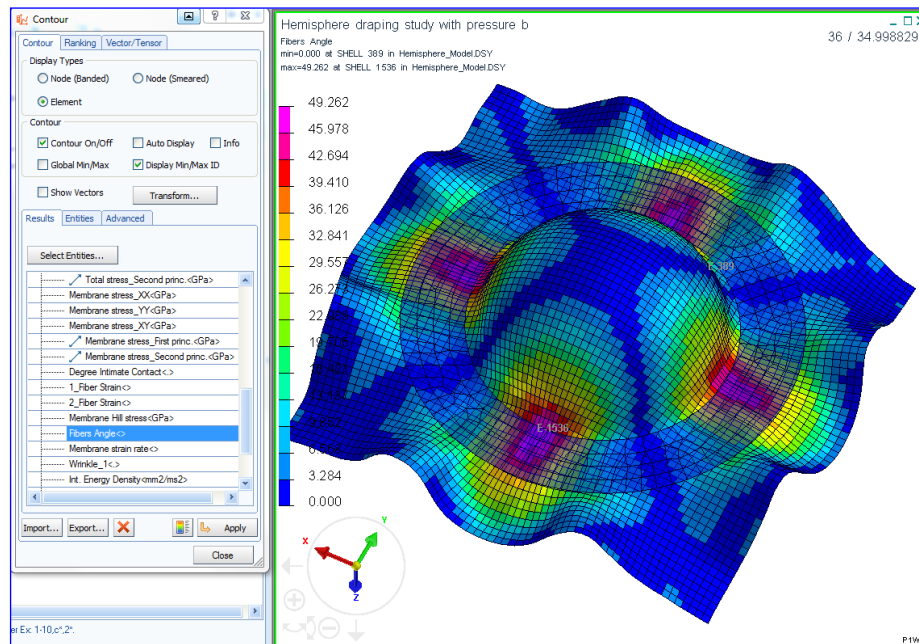 Contour
Contour Ranking Vector/Tensor
Display Types
Node (Banded) Node (Smeared)
Element
Contour
Contour On/Off Auto Display Info
Global Min/Max Display Min/Max ID
Show Vectors Transform...
Results Entities Advanced
Select Entities...
Total stress_Second princ.<GPa>
Membrane stress_XX<GPa>
Membrane stress_YY<GPa>
Membrane stress_XY<GPa>
Membrane stress_First princ.<GPa>
Membrane stress_Second princ.<GPa>
Degree Intimate Contact<.>
1_Fiber Strain<>
2_Fiber Strain<>
Membrane Hill stress<GPa>
Fibers Angle<>
Membrane strain rate<>
Wrinkle_1<.>
Int. Energy Density<mm2/ms2>
Import... Export... Apply
Close
er Ex: 1-10,c*,2*.
Hemisphere draping study with pressure b
36 / 34.998829
Fibers Angle
min=0.000 at SHELL 389 in Hemisphere_Model.DSY
max=49.262 at SHELL 1536 in Hemisphere_Model.DSY
49.262
45.978
42.694
39.410
36.126
32.841
29.557
3.284
0.000
E 1536
X
Y
Z